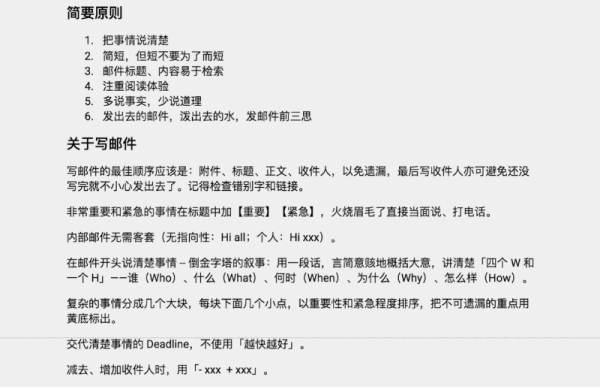 简要原则
1. 把事情说清楚
2. 简短，但短不要为了而短
3. 邮件标题、内容易于检索
4. 注重阅读体验
5. 多说事实，少说道理
6. 发出去的邮件，泼出去的水，发邮件前三思
关于写邮件
写邮件的最佳顺序应该是：附件、标题、正文、收件人，以免遗漏，最后写收件人亦可避免还没
写完就不小心发出去了。记得检查错别字和链接。
非常重要和紧急的事情在标题中加【重要】【紧急】，火烧眉毛了直接当面说、打电话。
内部邮件无需客套（无指向性：Hi all；个人：Hi xxx）。
在邮件开头说清楚事情 -- 倒金字塔的叙事：用一段话，言简意赅地概括大意，讲清楚「四个 W 和
一个 H」——谁（Who）、什么（What）、何时（When）、为什么（Why）、怎么样（How）。
复杂的事情分成几个大块，每块下面几个小点，以重要性和紧急程度排序，把不可遗漏的重点用
黄底标出。
交代清楚事情的 Deadline，不使用「越快越好」。
减去、增加收件人时，用「- xxx + xxx」。